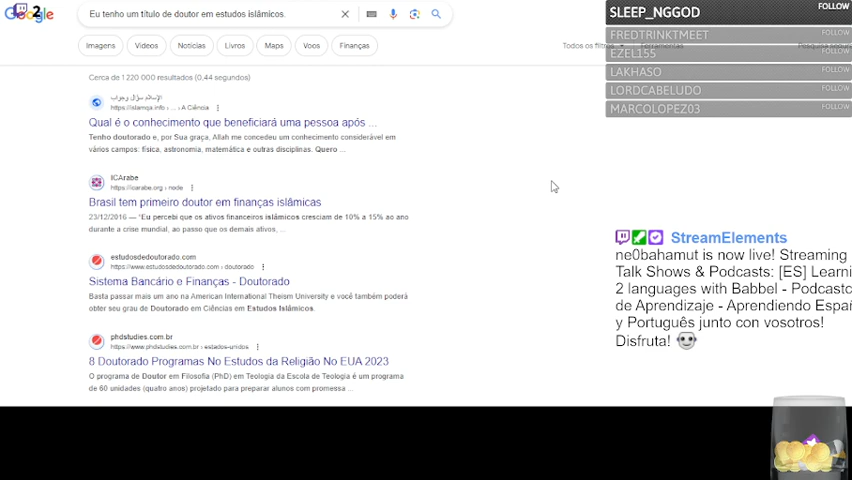 Google
2
Eu tenho um título de doutor em estudos islâmicos.
Imagens
Vídeos
Notícias
Livros
Maps
Voos
Finanças
Todos os filtros
Ferramentas
Cerca de 1 220 000 resultados (0,44 segundos)
الإسلام سؤال وجواب
https://islamqa.info › ... › A Ciência
Qual é o conhecimento que beneficiará uma pessoa após ...
Tenho doutorado e, por Sua graça, Allah me concedeu um conhecimento considerável em
vários campos: física, astronomia, matemática e outras disciplinas. Quero ...
ICArabe
https://icarabe.org › node
Brasil tem primeiro doutor em finanças islâmicas
23/12/2016 — "Eu percebi que os ativos financeiros islâmicos cresciam de 10% a 15% ao ano
durante a crise mundial, ao passo que os demais ativos, ...
estudosdedoutorado.com
https://www.estudosdedoutorado.com › doutorado
Sistema Bancário e Finanças - Doutorado
Basta passar mais um ano na American International Theism University e você também poderá
obter seu grau de Doutorado em Ciências em Estudos Islâmicos.
phdstudies.com.br
https://www.phdstudies.com.br › estados-unidos
8 Doutorado Programas No Estudos da Religião No EUA 2023
O programa de Doutor em Filosofia (PhD) em Teologia da Escola de Teologia é um programa
de 60 unidades (quatro anos) projetado para preparar alunos com promessa ...
SLEEP_NGGOD FOLLOW
FREDTRINKTMEET FOLLOW
EZEL155 FOLLOW
LAKHASO FOLLOW
LORDCABELUDO FOLLOW
MARCOLOPEZ03 FOLLOW
StreamElements
ne0bahamut is now live! Streaming
Talk Shows & Podcasts: [ES] Learni
2 languages with Babbel - Podcasts
de Aprendizaje - Aprendiendo Españ
y Português junto con vosotros!
Disfruta!